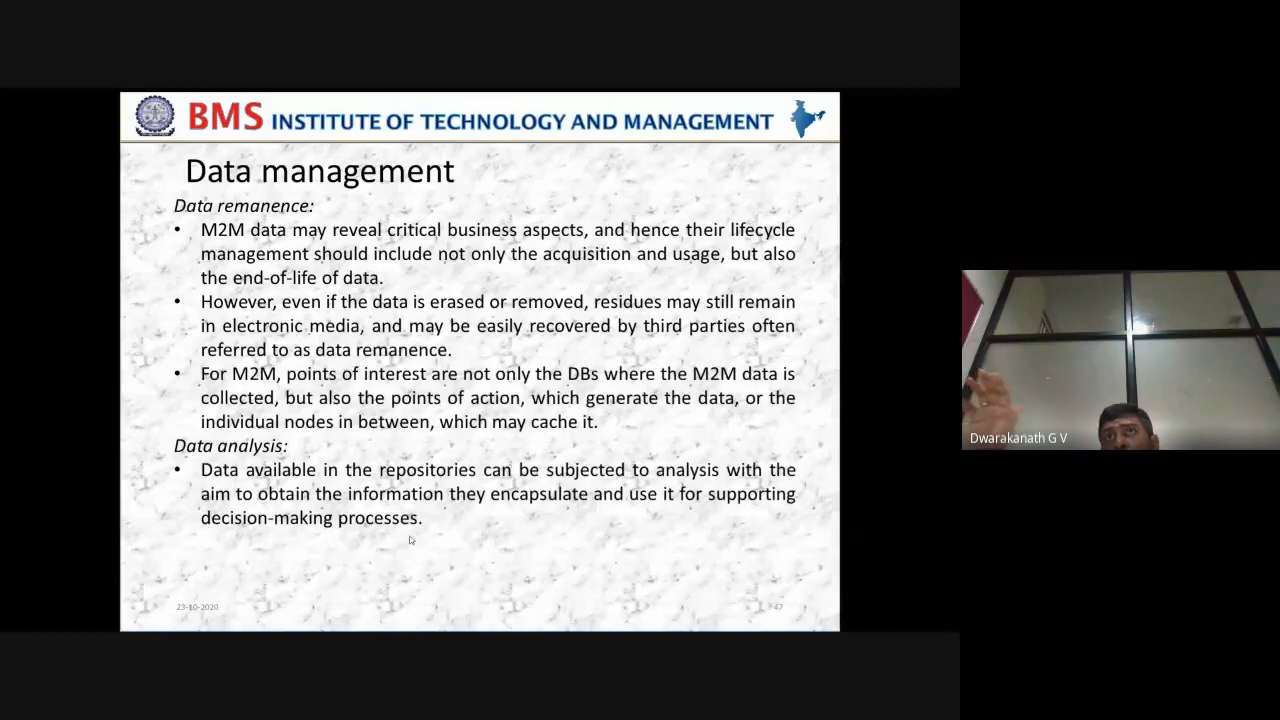 BMS INSTITUTE OF TECHNOLOGY AND MANAGEMENT
Data management
Data remanence:
• M2M data may reveal critical business aspects, and hence their lifecycle
management should include not only the acquisition and usage, but also
the end-of-life of data.
• However, even if the data is erased or removed, residues may still remain
in electronic media, and may be easily recovered by third parties often
referred to as data remanence.
• For M2M, points of interest are not only the DBs where the M2M data is
collected, but also the points of action, which generate the data, or the
individual nodes in between, which may cache it.
Data analysis:
• Data available in the repositories can be subjected to analysis with the
aim to obtain the information they encapsulate and use it for supporting
decision-making processes.
23-10-2020
47
Dwarakanath G V